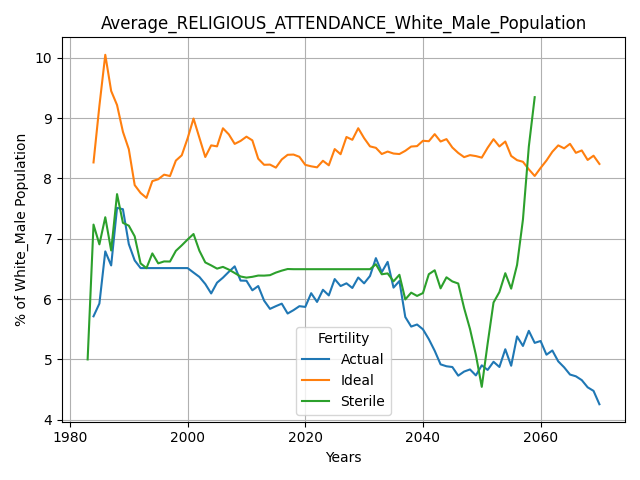 Average_RELIGIOUS_ATTENDANCE_White_Male_Population
% of White_Male Population
10
9
8
7
6
5
4
Fertility
Actual
Ideal
Sterile
1980
2000
2020
2040
2060
Years